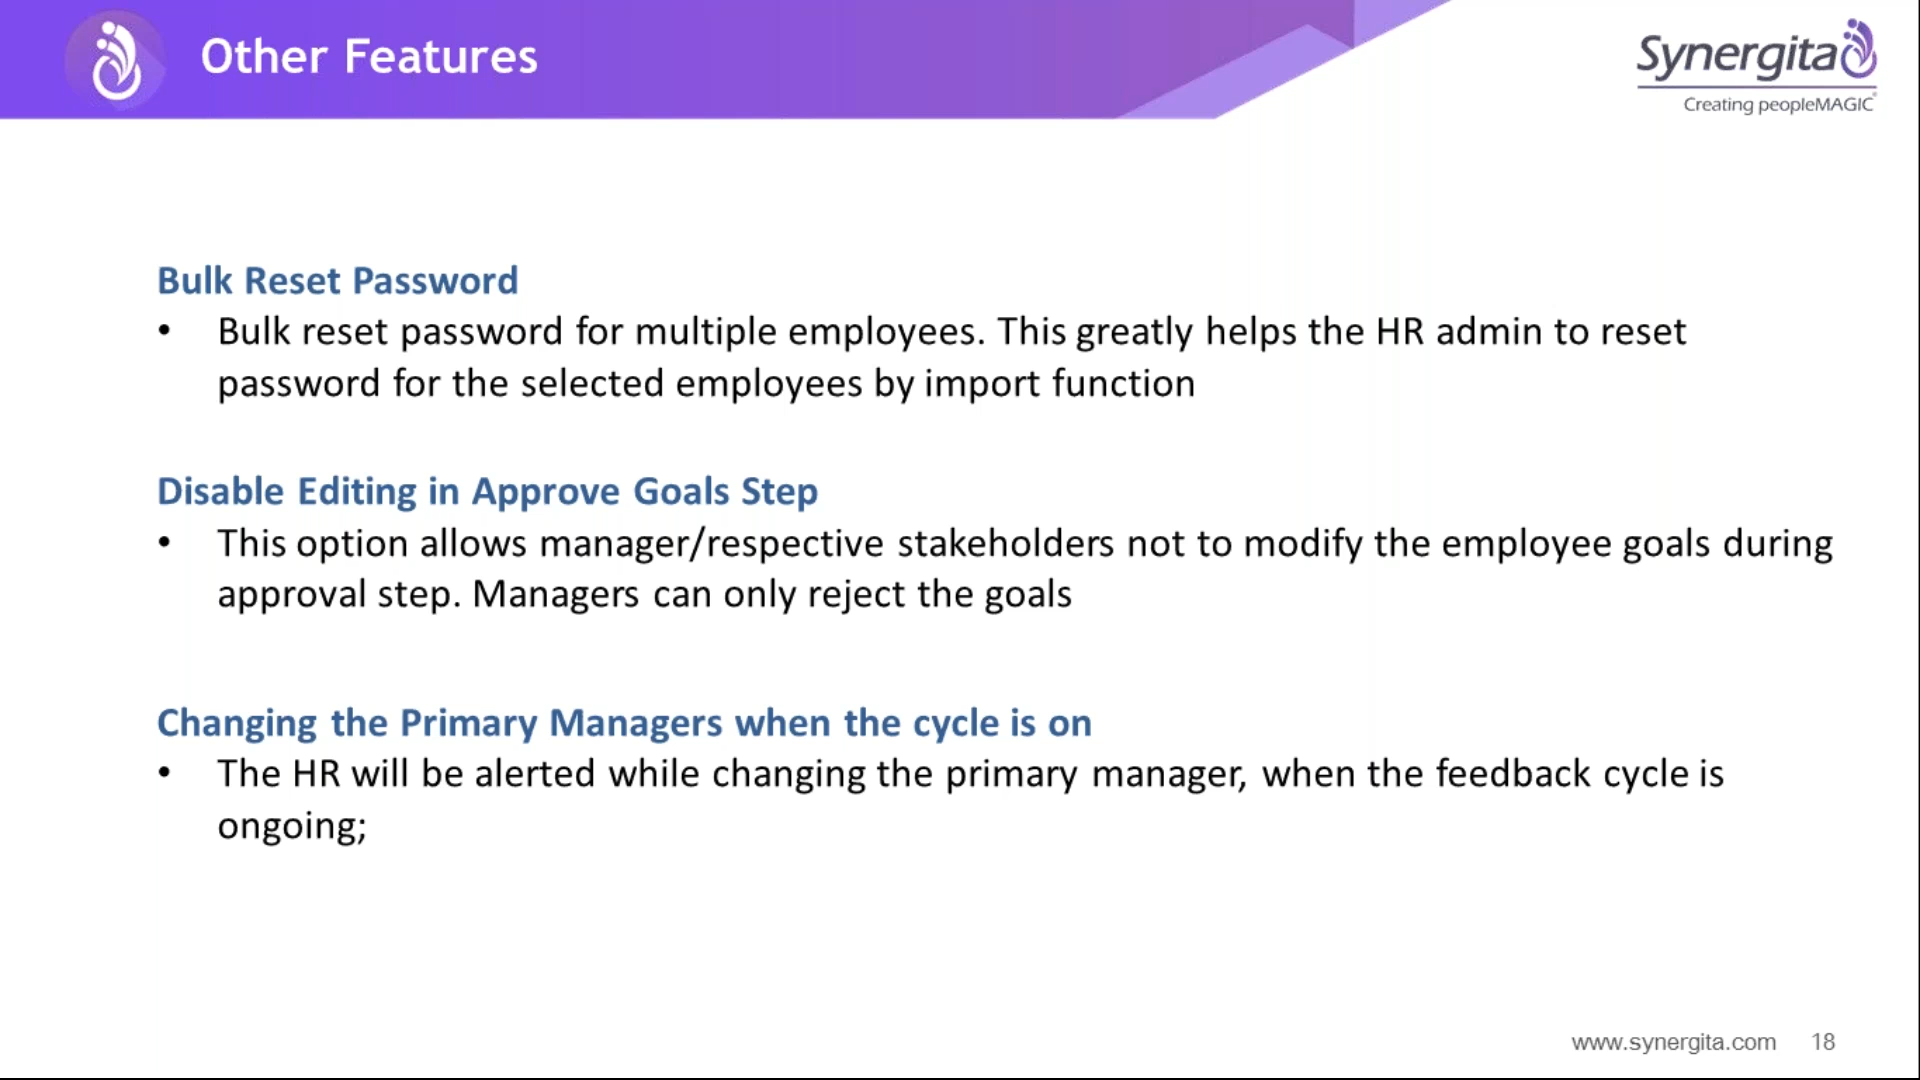 Other Features
Synergita
Creating peopleMAGIC
Bulk Reset Password
• Bulk reset password for multiple employees. This greatly helps the HR admin to reset
password for the selected employees by import function
Disable Editing in Approve Goals Step
• This option allows manager/respective stakeholders not to modify the employee goals during
approval step. Managers can only reject the goals
Changing the Primary Managers when the cycle is on
• The HR will be alerted while changing the primary manager, when the feedback cycle is
ongoing;
www.synergita.com 18